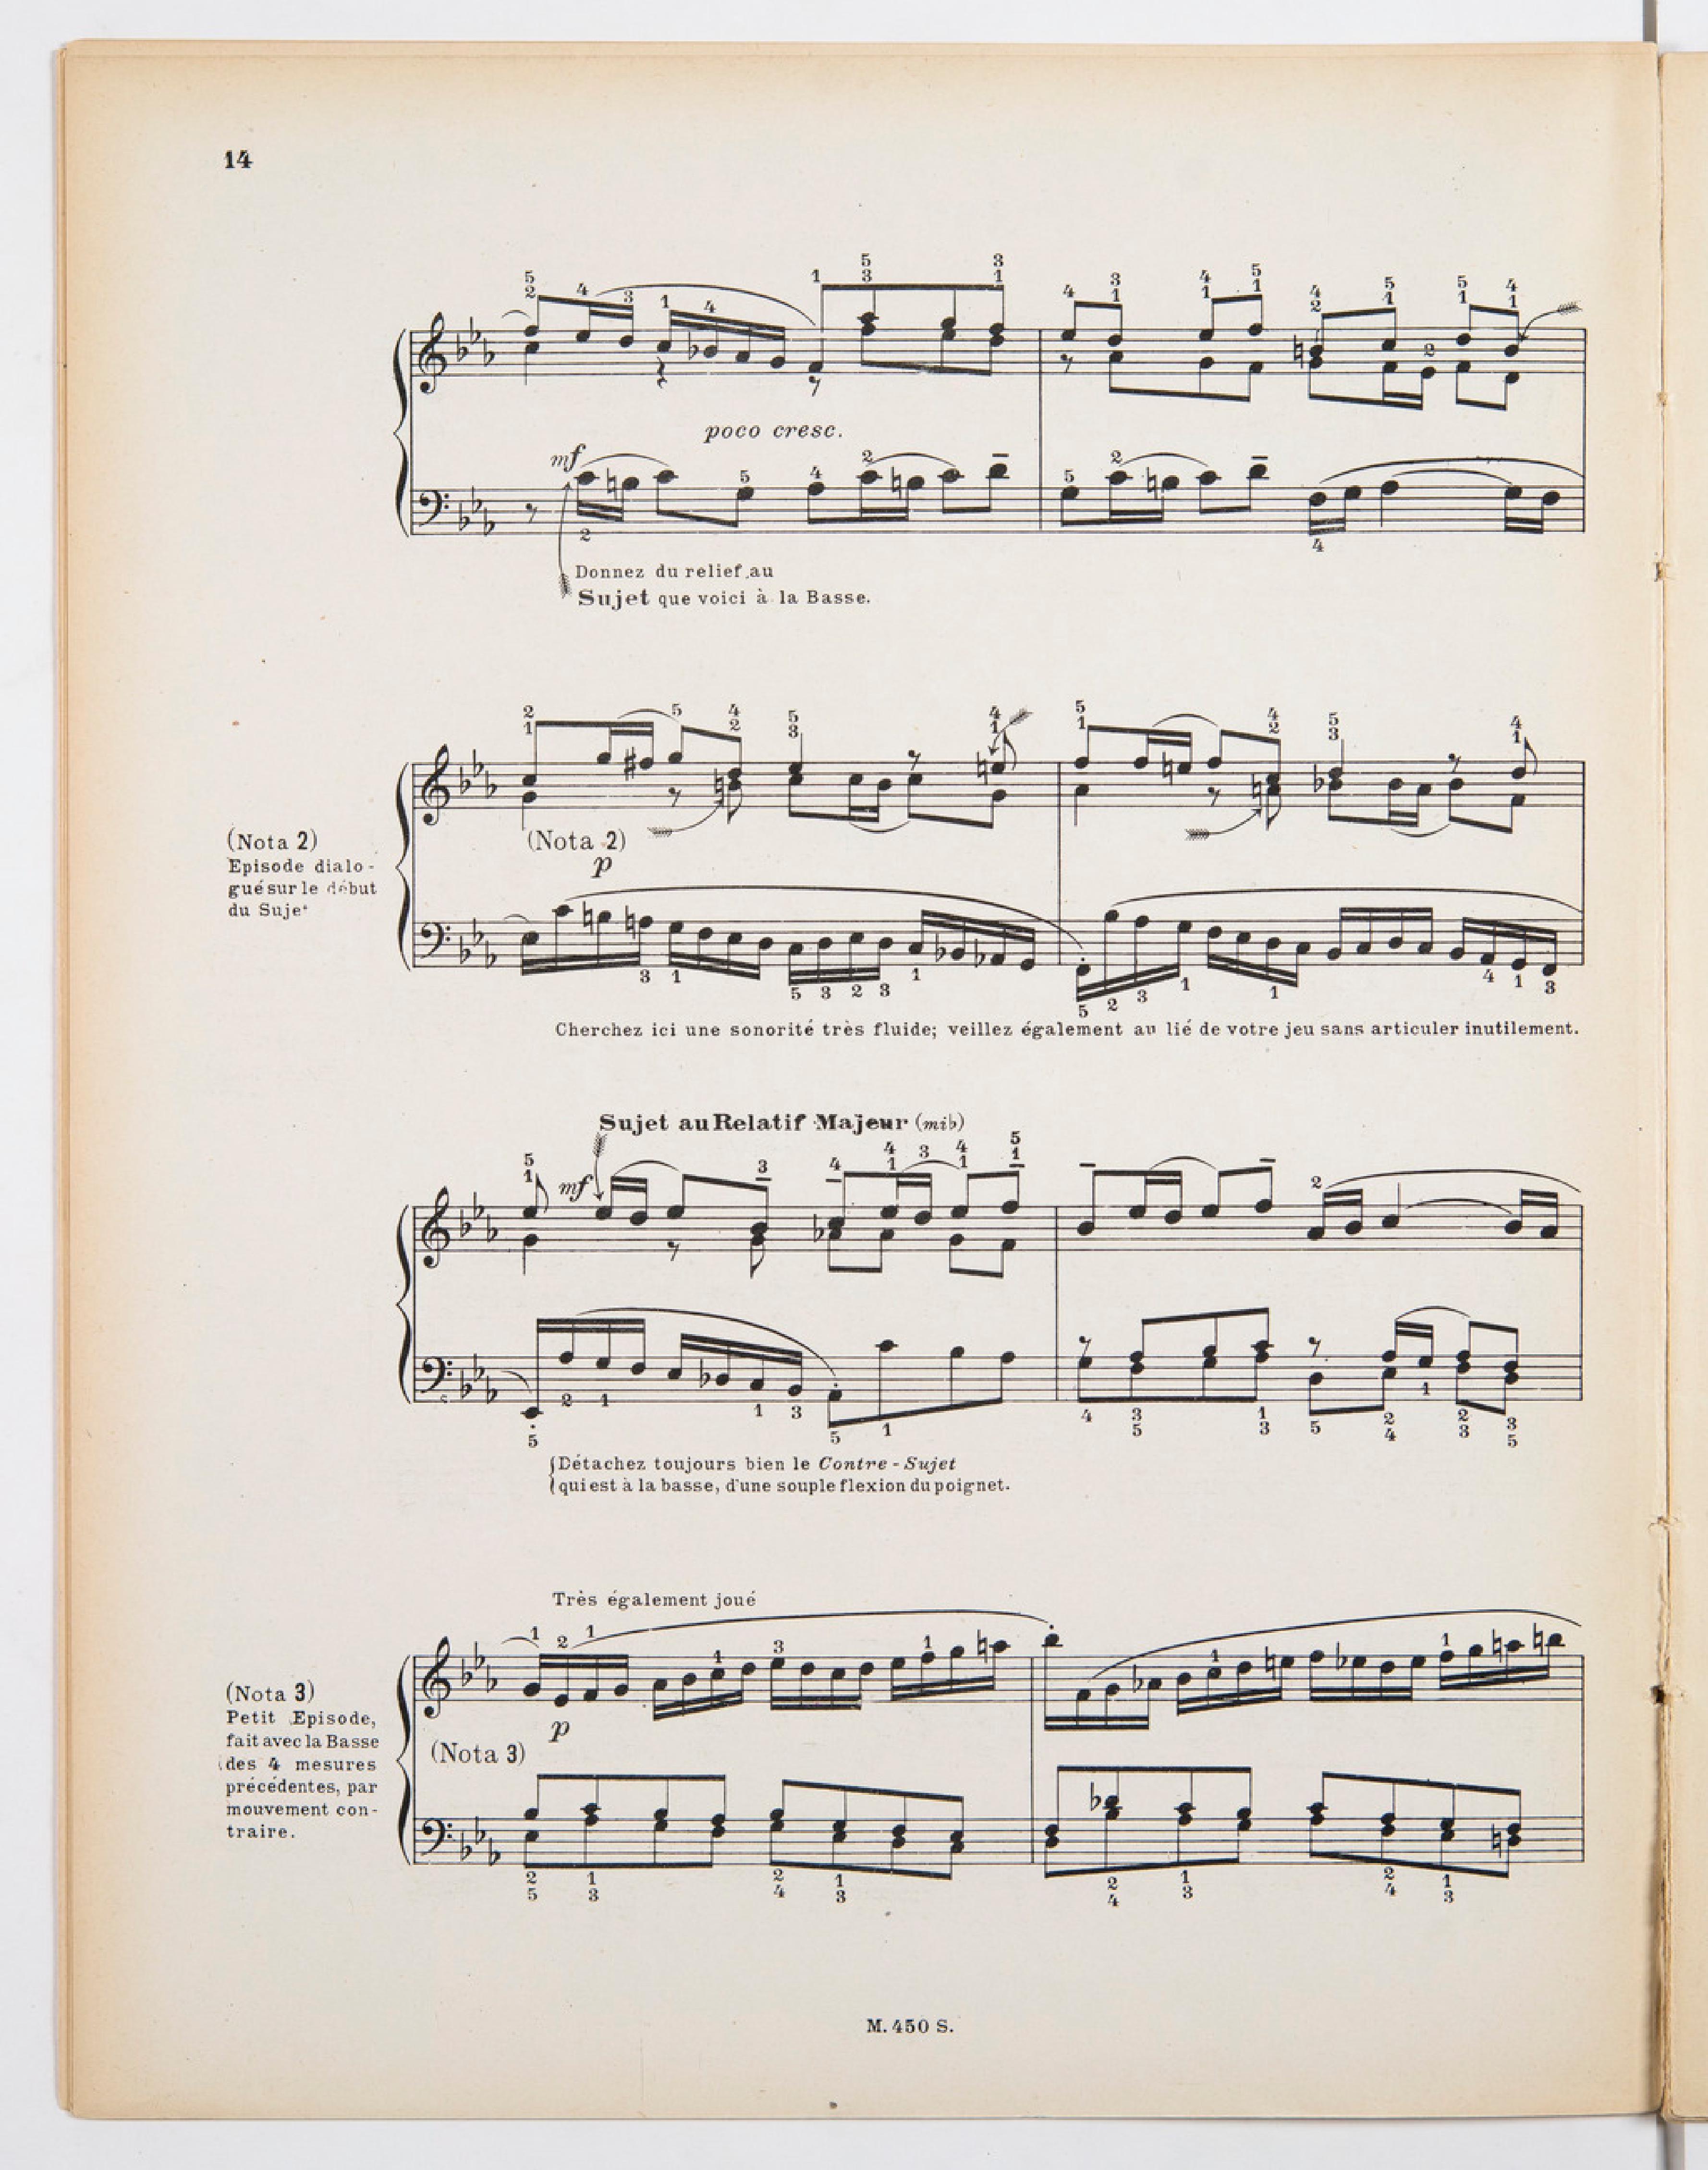 14
poco cresc.
mf
Donnez du relief au
Sujet que voici à la Basse.
(Nota 2)
Episode dialo-
gué sur le début
du Suje
(Nota 2)
p
Cherchez ici une sonorité très fluide; veillez également au lié de votre jeu sans articuler inutilement.
Sujet au Relatif Majeur (mib)
mf
Détachez toujours bien le Contre-Sujet
qui est à la basse, d'une souple flexion du poignet.
Très également joué
(Nota 3)
Petit Episode,
fait avec la Basse
des 4 mesures
précédentes, par
mouvement con-
traire.
p
(Nota 3)
M. 450 S.